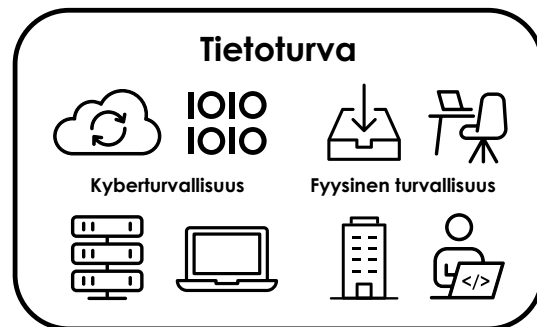 Tietoturva
IOIO
IOIO
Kyberturvallisuus
Fyysinen turvallisuus
</>